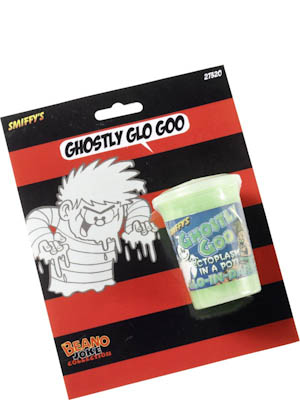 27520
SMIFFY'S
GHOSTLY GLO GOO
SMIFFY'S
GHOSTLY
GOO
ECTOPLASM
IN A POT
BEANO
JOKE
COLLECTION